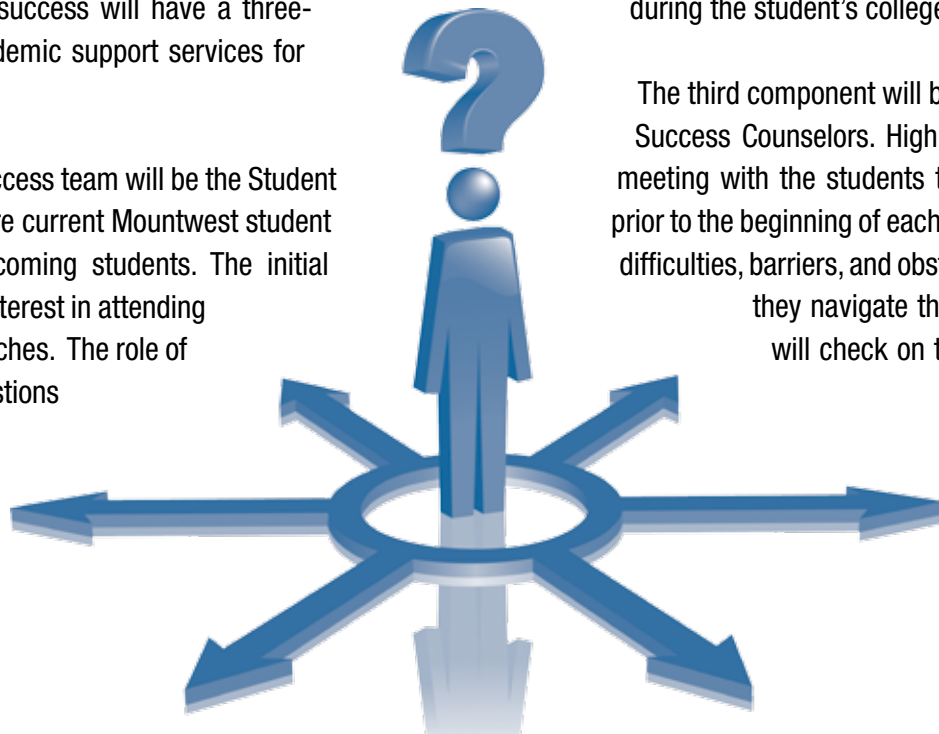 success will have a three-
demic support services for
ccess team will be the Student
re current Mountwest student
coming students. The initial
nterest in attending
ches. The role of
stions
during the student's college
The third component will b
Success Counselors. High
meeting with the students t
prior to the beginning of each
difficulties, barriers, and obst
they navigate th
will check on t
?